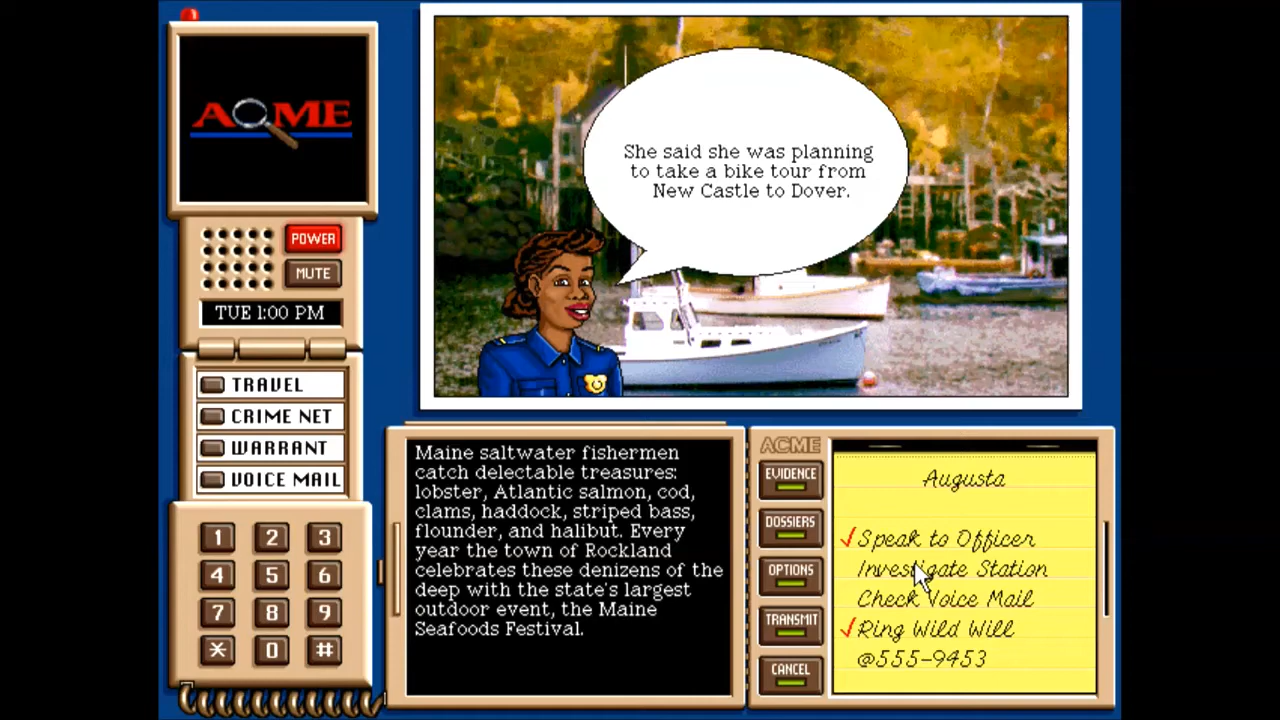 ACME
POWER
MUTE
TUE 1:00 PM
TRAVEL
CRIME NET
WARRANT
VOICE MAIL
1 2 3
4 5 6
7 8 9
* 0 #
She said she was planning
to take a bike tour from
New Castle to Dover.
Maine saltwater fishermen
catch delectable treasures:
lobster, Atlantic salmon, cod,
clams, haddock, striped bass,
flounder, and halibut. Every
year the town of Rockland
celebrates these denizens of the
deep with the state's largest
outdoor event, the Maine
Seafoods Festival.
ACME
EVIDENCE
DOSSIERS
OPTIONS
TRANSMIT
CANCEL
Augusta
✓Speak to Officer
Investigate Station
Check Voice Mail
✓Ring Wild Will
@555-9453